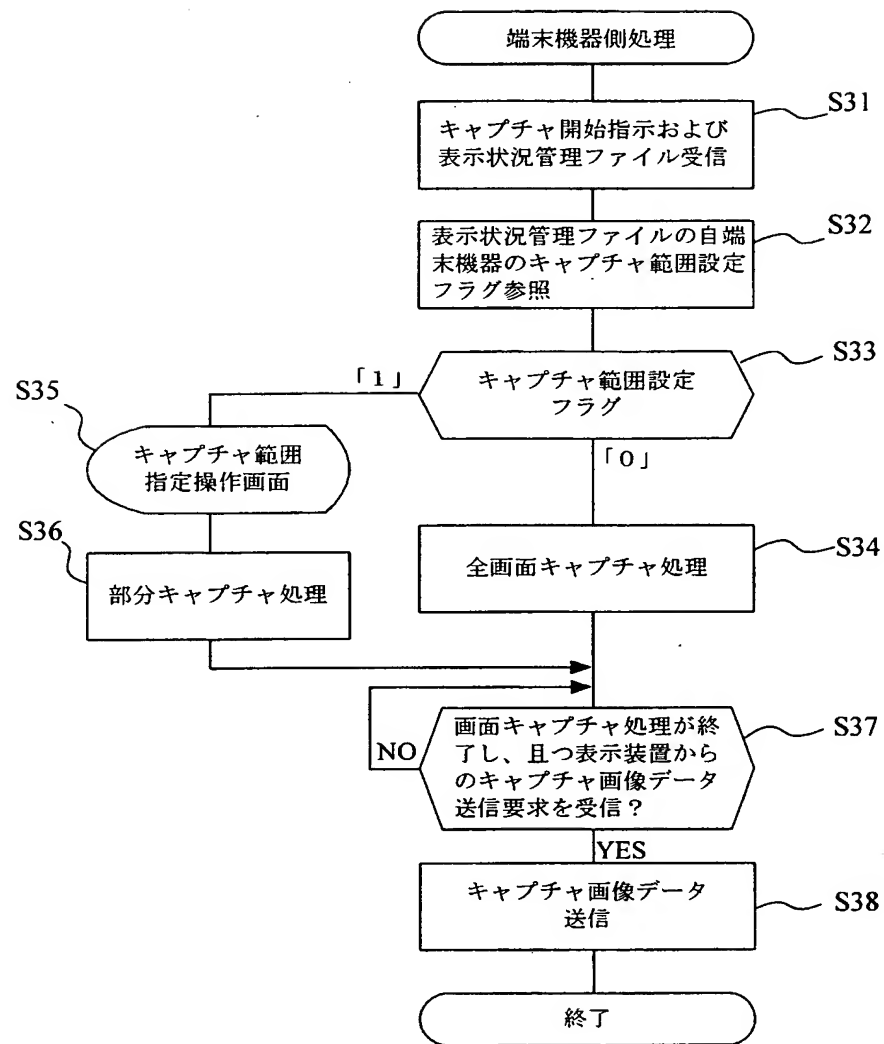 端末機器側処理
S31
キャプチャ開始指示および
表示状況管理ファイル受信
S32
表示状況管理ファイルの自端
末機器のキャプチャ範囲設定
フラグ参照
S33
キャプチャ範囲設定
フラグ
「1」
「0」
S35
キャプチャ範囲
指定操作画面
S36
部分キャプチャ処理
S34
全画面キャプチャ処理
S37
画面キャプチャ処理が終
了し、且つ表示装置から
のキャプチャ画像データ
送信要求を受信？
NO
YES
S38
キャプチャ画像データ
送信
終了